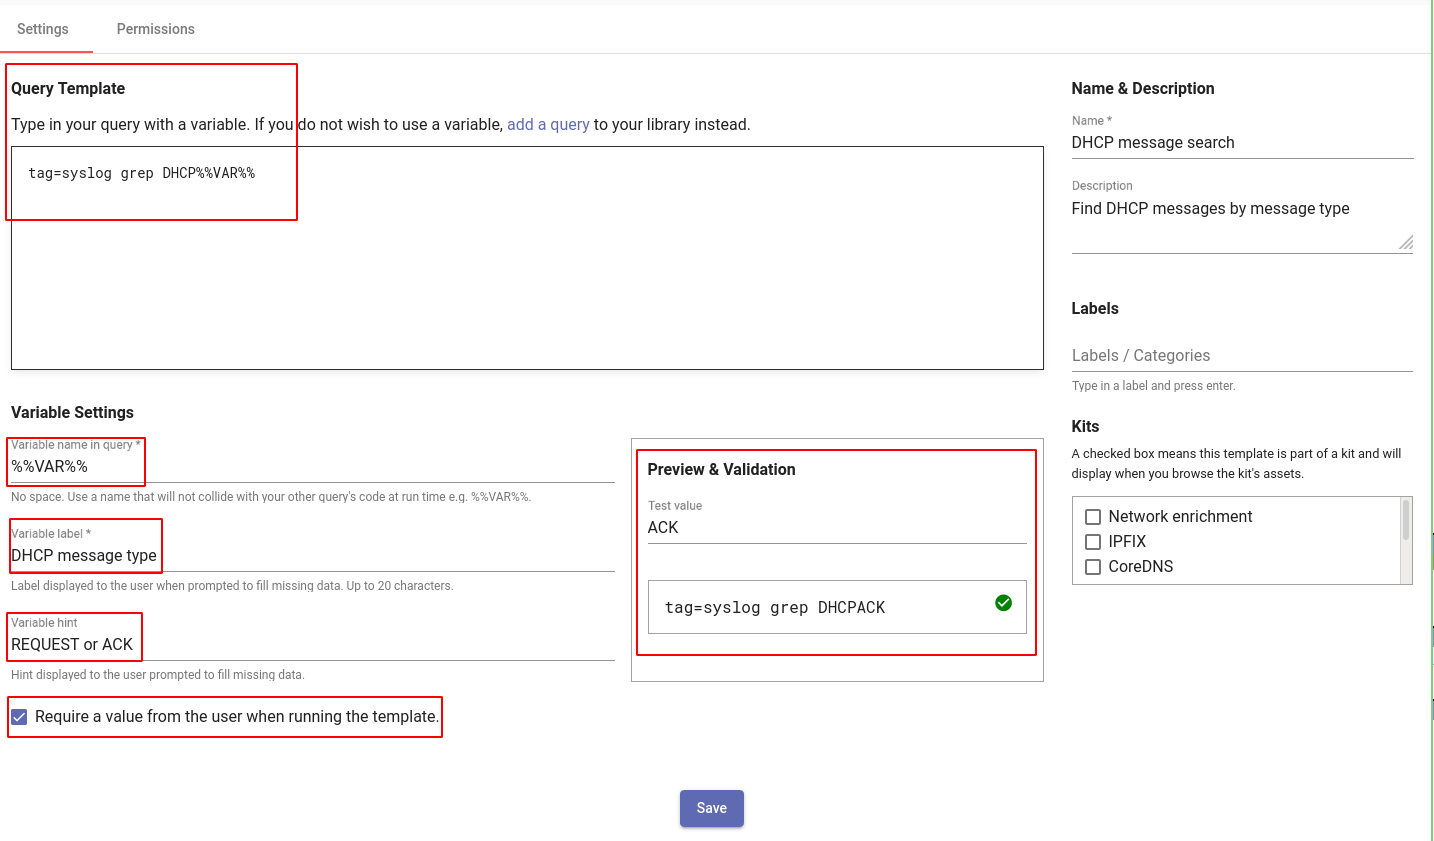 Settings
Permissions
Query Template
Type in your query with a variable. If you do not wish to use a variable, add a query to your library instead.
tag=syslog grep DHCP%%VAR%%
Variable Settings
Variable name in query *
%%VAR%%
No space. Use a name that will not collide with your other query's code at run time e.g. %%VAR%%.
Variable label *
DHCP message type
Label displayed to the user when prompted to fill missing data. Up to 20 characters.
Variable hint
REQUEST or ACK
Hint displayed to the user prompted to fill missing data.
Require a value from the user when running the template.
Preview & Validation
Test value
ACK
tag=syslog grep DHCPACK
Name & Description
Name *
DHCP message search
Description
Find DHCP messages by message type
Labels
Labels / Categories
Type in a label and press enter.
Kits
A checked box means this template is part of a kit and will
display when you browse the kit's assets.
Network enrichment
IPFIX
CoreDNS
Save